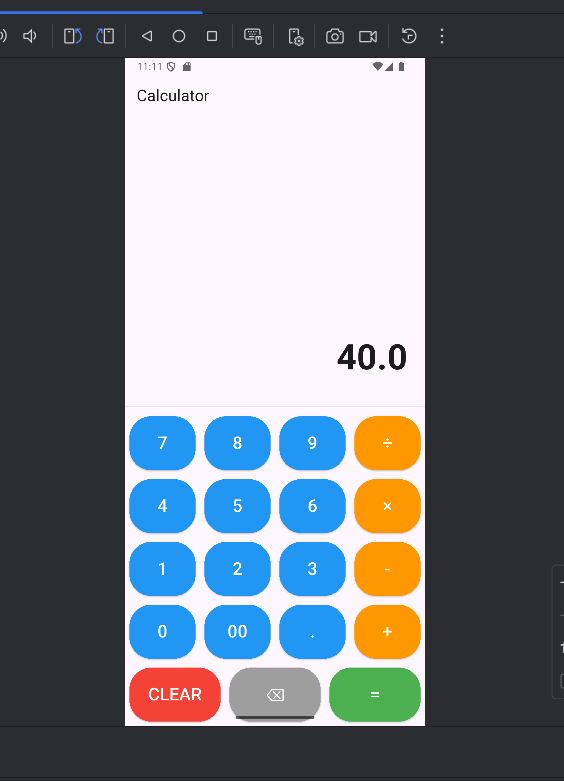 11:11
Calculator
40.0
7 8 9 ÷
4 5 6 ×
1 2 3 -
0 00 . +
CLEAR =